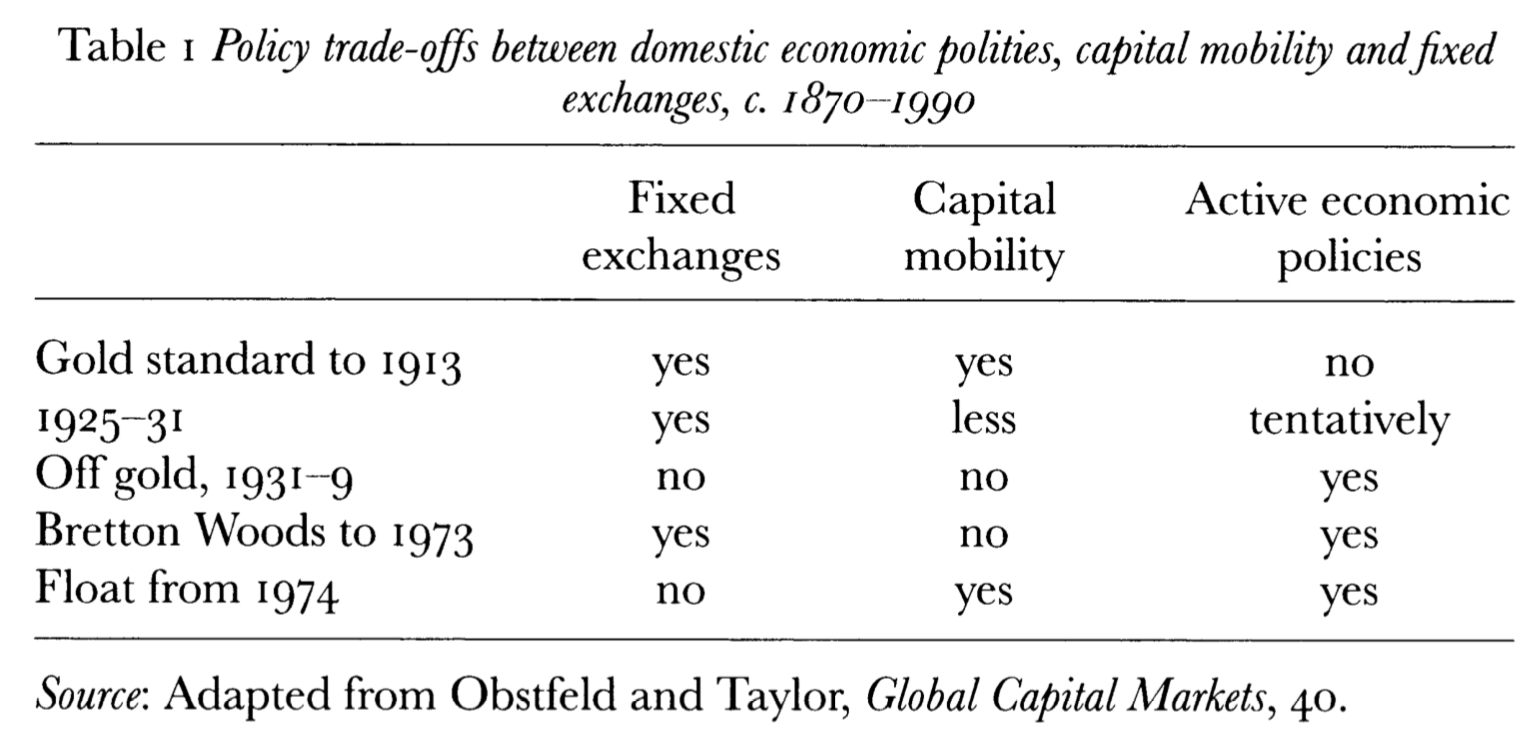 Table 1 Policy trade-offs between domestic economic polities, capital mobility and fixed
exchanges, c. 1870–1990
Fixed Capital Active economic
exchanges mobility policies
Gold standard to 1913 yes yes no
1925–31 yes less tentatively
Off gold, 1931–9 no no yes
Bretton Woods to 1973 yes no yes
Float from 1974 no yes yes
Source: Adapted from Obstfeld and Taylor, Global Capital Markets, 40.